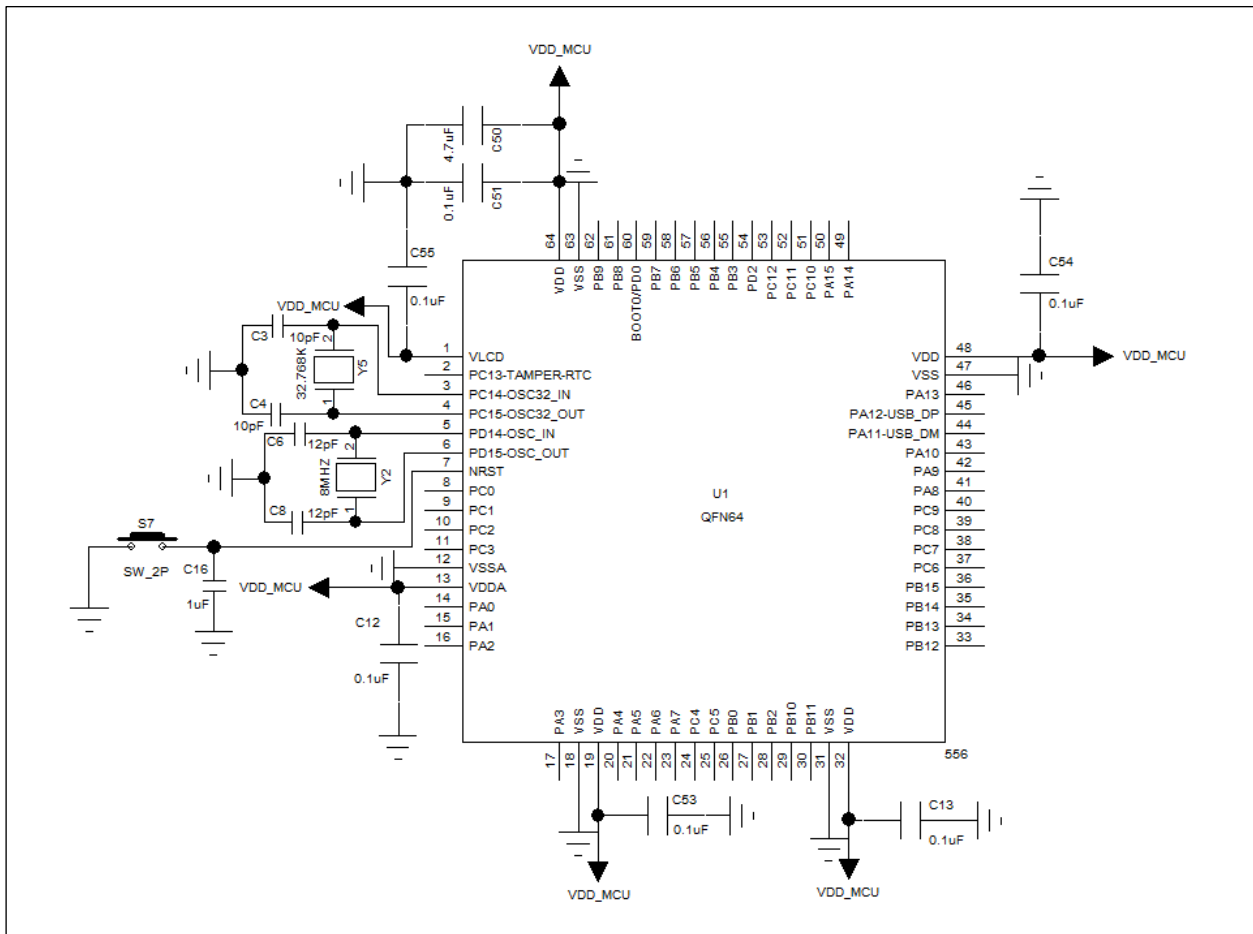 VDD_MCU
4.7uF
C50
0.1uF
C51
C55
0.1uF
VDD_MCU
C54
0.1uF
VDD_MCU
64
63
62
61
60
59
58
57
56
55
54
53
52
51
50
49
VDD
VSS
PB9
PB8
BOOT0/PD0
PB7
PB6
PB5
PB4
PB3
PD2
PC12
PC11
PC10
PA15
PA14
C3
10pF
2
32.768K
Y5
1
C4
10pF
C6
12pF
2
8MHZ
Y2
1
C8
12pF
S7
SW_2P
C16
1uF
VDD_MCU
C12
0.1uF
1 VLCD
2 PC13-TAMPER-RTC
3 PC14-OSC32_IN
4 PC15-OSC32_OUT
5 PD14-OSC_IN
6 PD15-OSC_OUT
7 NRST
8 PC0
9 PC1
10 PC2
11 PC3
12 VSSA
13 VDDA
14 PA0
15 PA1
16 PA2
U1
QFN64
VDD 48
VSS 47
PA13 46
PA12-USB_DP 45
PA11-USB_DM 44
PA10 43
PA9 42
PA8 41
PC9 40
PC8 39
PC7 38
PC6 37
PB15 36
PB14 35
PB13 34
PB12 33
PA3
VSS
VDD
PA4
PA5
PA6
PA7
PC4
PC5
PB0
PB1
PB2
PB10
PB11
VSS
VDD
17
18
19
20
21
22
23
24
25
26
27
28
29
30
31
32
556
C53
0.1uF
VDD_MCU
C13
0.1uF
VDD_MCU